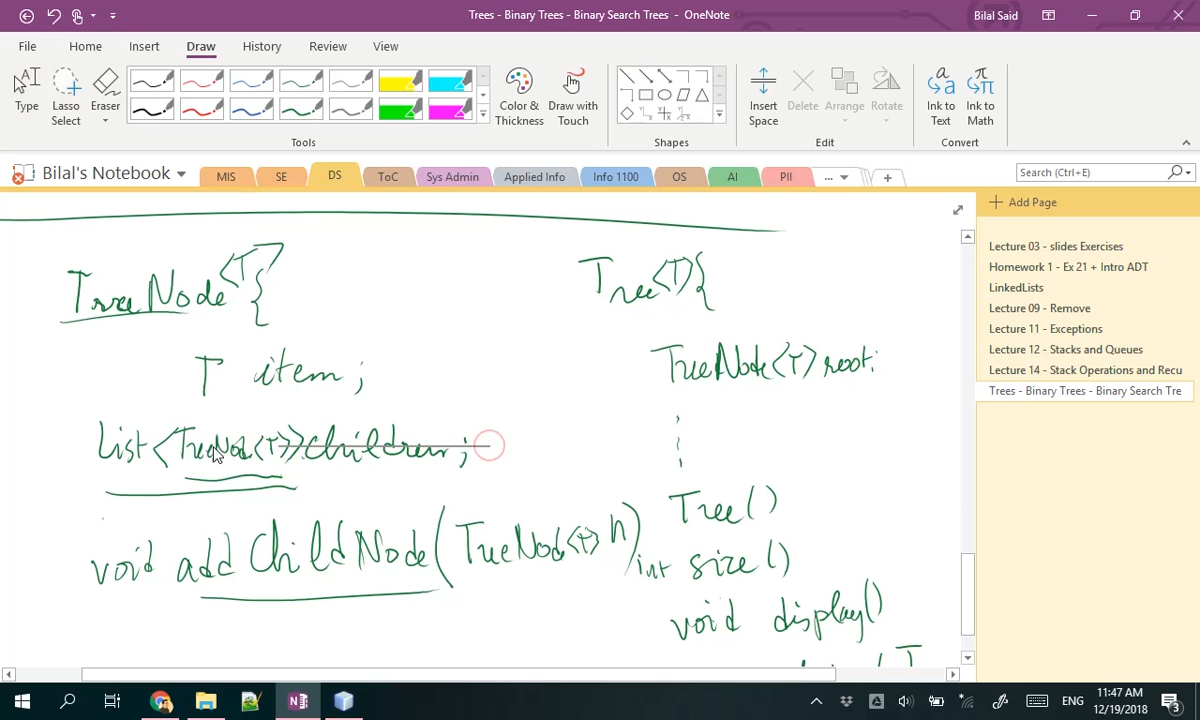 Trees - Binary Trees - Binary Search Trees - OneNote
Bilal Said
File Home Insert Draw History Review View
Type
Lasso Select
Eraser
Color & Thickness
Draw with Touch
Insert Space
Delete
Arrange
Rotate
Ink to Text
Ink to Math
Tools
Shapes
Edit
Convert
Bilal's Notebook
MIS SE DS ToC Sys Admin Applied Info Info 1100 OS AI PII ...
Search (Ctrl+E)
Add Page
Lecture 03 - slides Exercises
Homework 1 - Ex 21 + Intro ADT
LinkedLists
Lecture 09 - Remove
Lecture 11 - Exceptions
Lecture 12 - Stacks and Queues
Lecture 14 - Stack Operations and Recu
Trees - Binary Trees - Binary Search Tre
TreeNode<T>{
T item;
List<TreeNod<T>>children;
void add ChildNode(TreeNode<T> n)
Tree<T>{
TreeNode<T>root;
Tree()
int size()
void display()
ENG
11:47 AM
12/19/2018
3